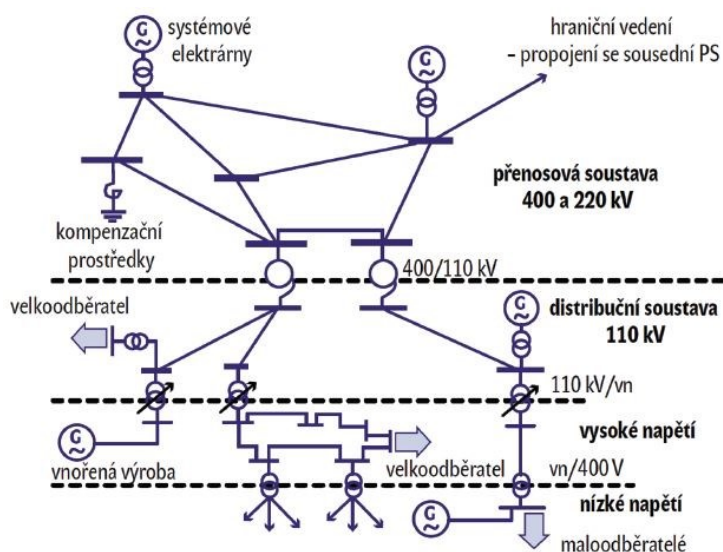 G
systémové
elektrárny
G
hraniční vedení
– propojení se sousední PS
přenosová soustava
400 a 220 kV
kompenzační
prostředky
400/110 kV
velkoodběratel
G
distribuční soustava
110 kV
110 kV/vn
vysoké napětí
G
vnořená výroba
velkoodběratel
vn/400 V
nízké napětí
G
maloodběratelé